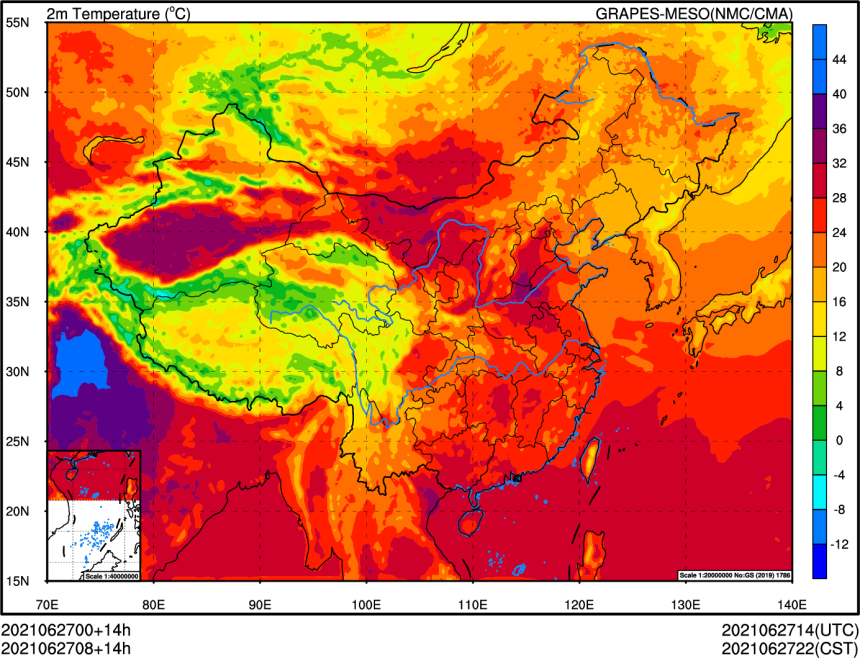 2m Temperature (°C) GRAPES-MESO(NMC/CMA)
55N
50N
45N
40N
35N
30N
25N
20N
15N
70E 80E 90E 100E 110E 120E 130E 140E
44
40
36
32
28
24
20
16
12
8
4
0
-4
-8
-12
Scale 1:40000000
Scale 1:20000000 No:GS (2019) 1786
2021062700+14h 2021062714(UTC)
2021062708+14h 2021062722(CST)